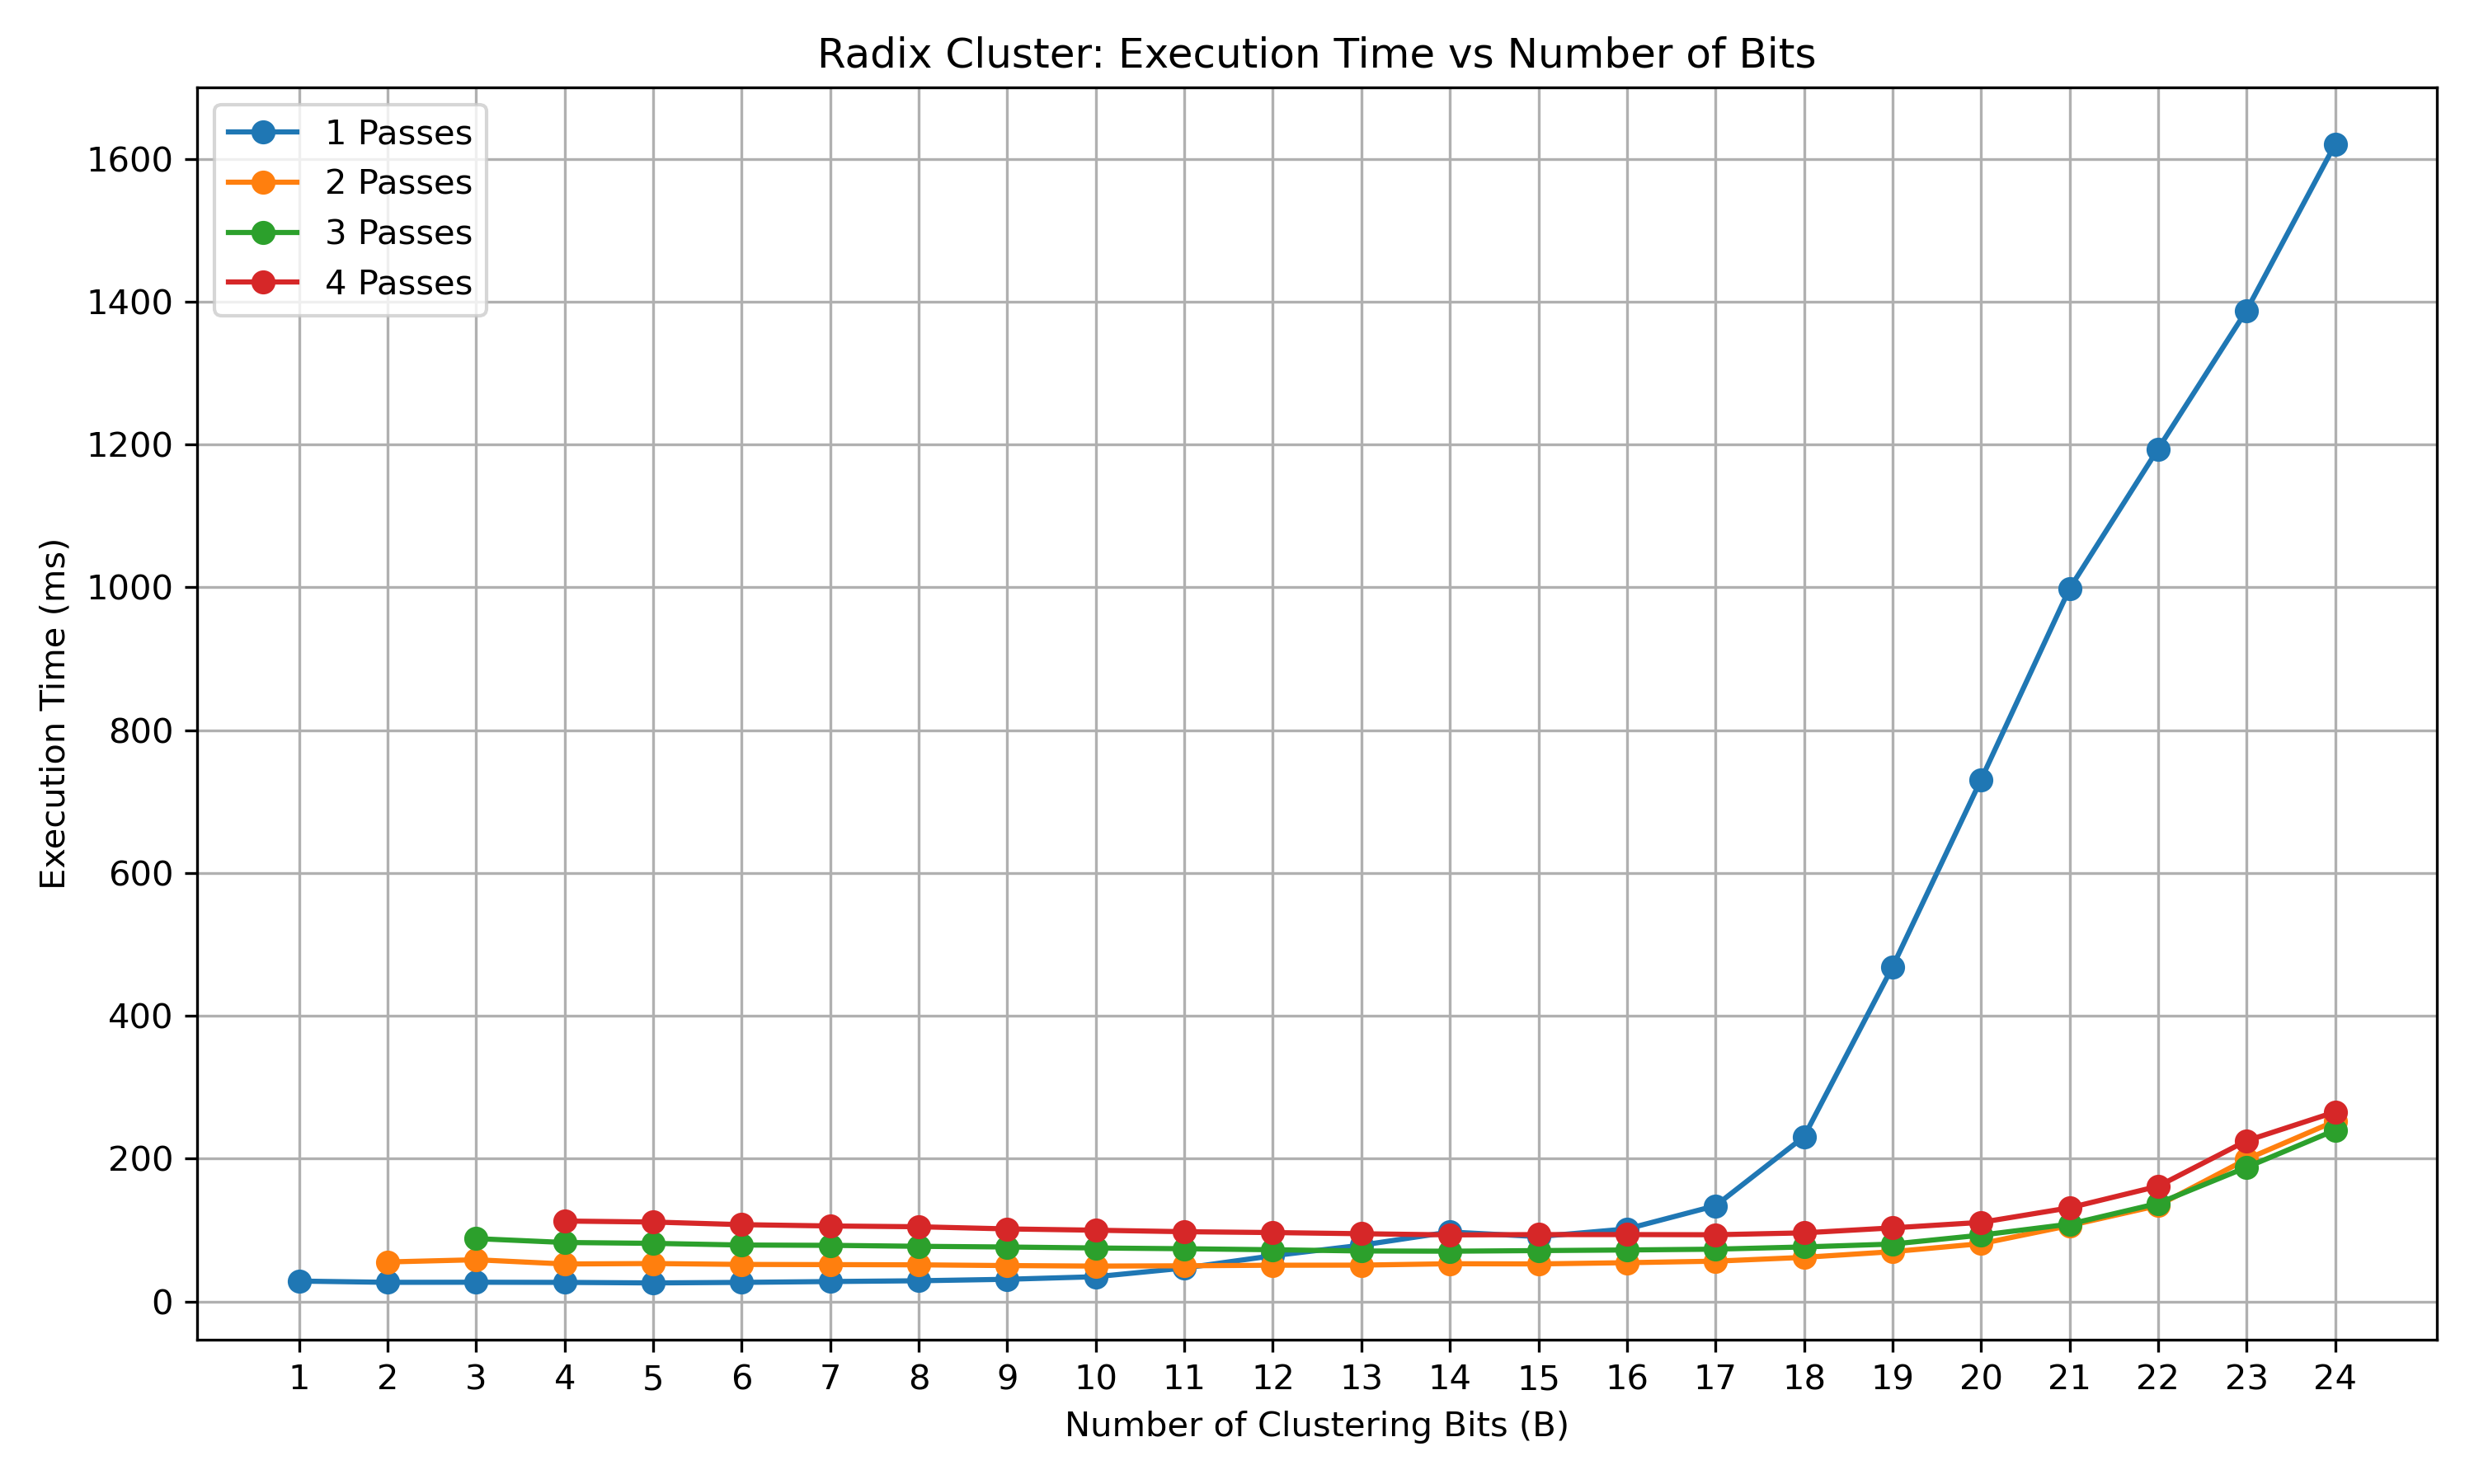 Radix Cluster: Execution Time vs Number of Bits
1 Passes
2 Passes
3 Passes
4 Passes
Execution Time (ms)
1600
1400
1200
1000
800
600
400
200
0
1 2 3 4 5 6 7 8 9 10 11 12 13 14 15 16 17 18 19 20 21 22 23 24
Number of Clustering Bits (B)